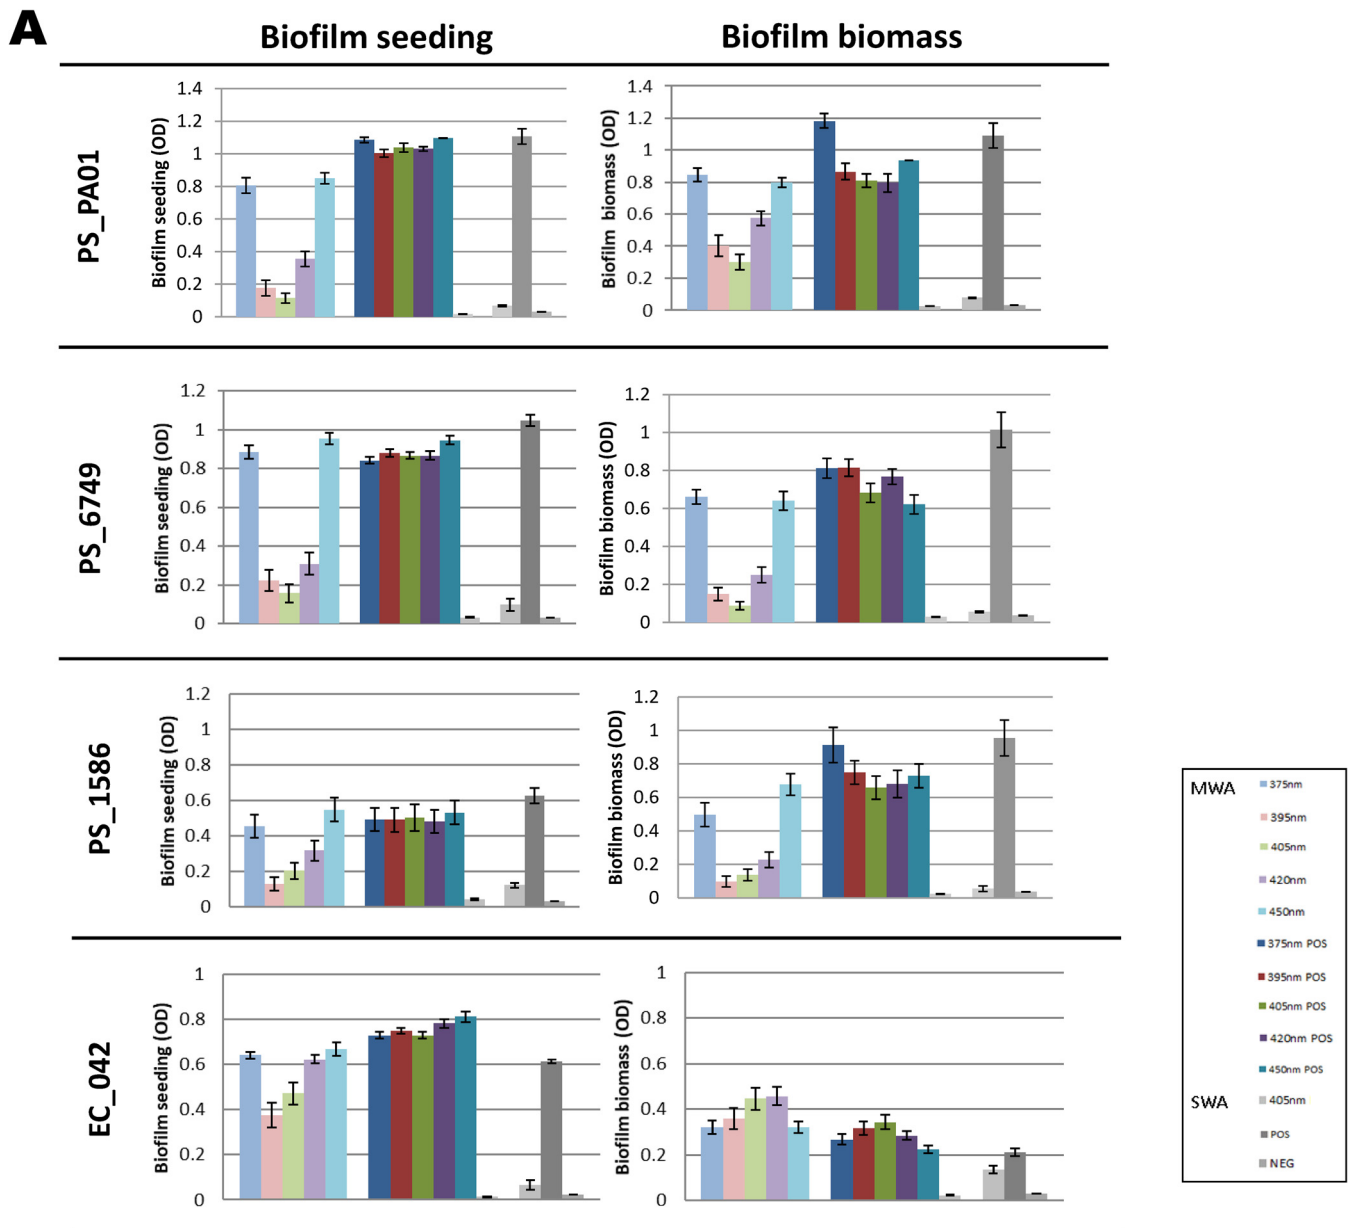 A
Biofilm seeding
Biofilm biomass
PS_PA01
Biofilm seeding (OD)
1.4
1.2
1
0.8
0.6
0.4
0.2
0
Biofilm biomass (OD)
1.4
1.2
1
0.8
0.6
0.4
0.2
0
PS_6749
Biofilm seeding (OD)
1.2
1
0.8
0.6
0.4
0.2
0
Biofilm biomass (OD)
1.2
1
0.8
0.6
0.4
0.2
0
PS_1586
Biofilm seeding (OD)
1.2
1
0.8
0.6
0.4
0.2
0
Biofilm biomass (OD)
1.2
1
0.8
0.6
0.4
0.2
0
EC_042
Biofilm seeding (OD)
1
0.8
0.6
0.4
0.2
0
Biofilm biomass (OD)
1
0.8
0.6
0.4
0.2
0
MWA
375nm
395nm
405nm
420nm
450nm
375nm POS
395nm POS
405nm POS
420nm POS
450nm POS
SWA
405nm
POS
NEG